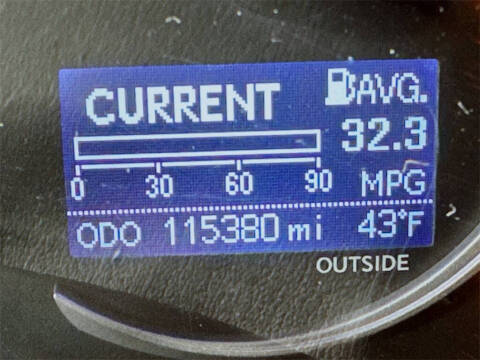 CURRENT
AVG.
32.3
0 30 60 90 MPG
ODO 115380 mi 43°F
OUTSIDE